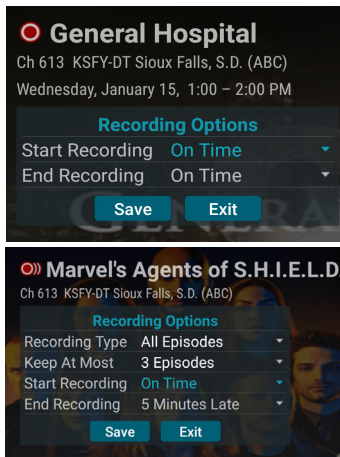 General Hospital
Ch 613 KSFY-DT Sioux Falls, S.D. (ABC)
Wednesday, January 15, 1:00 – 2:00 PM
Recording Options
Start Recording On Time
End Recording On Time
Save Exit
GENERA
Marvel's Agents of S.H.I.E.L.D
Ch 613 KSFY-DT Sioux Falls, S.D. (ABC)
Recording Options
Recording Type All Episodes
Keep At Most 3 Episodes
Start Recording On Time
End Recording 5 Minutes Late
Save Exit